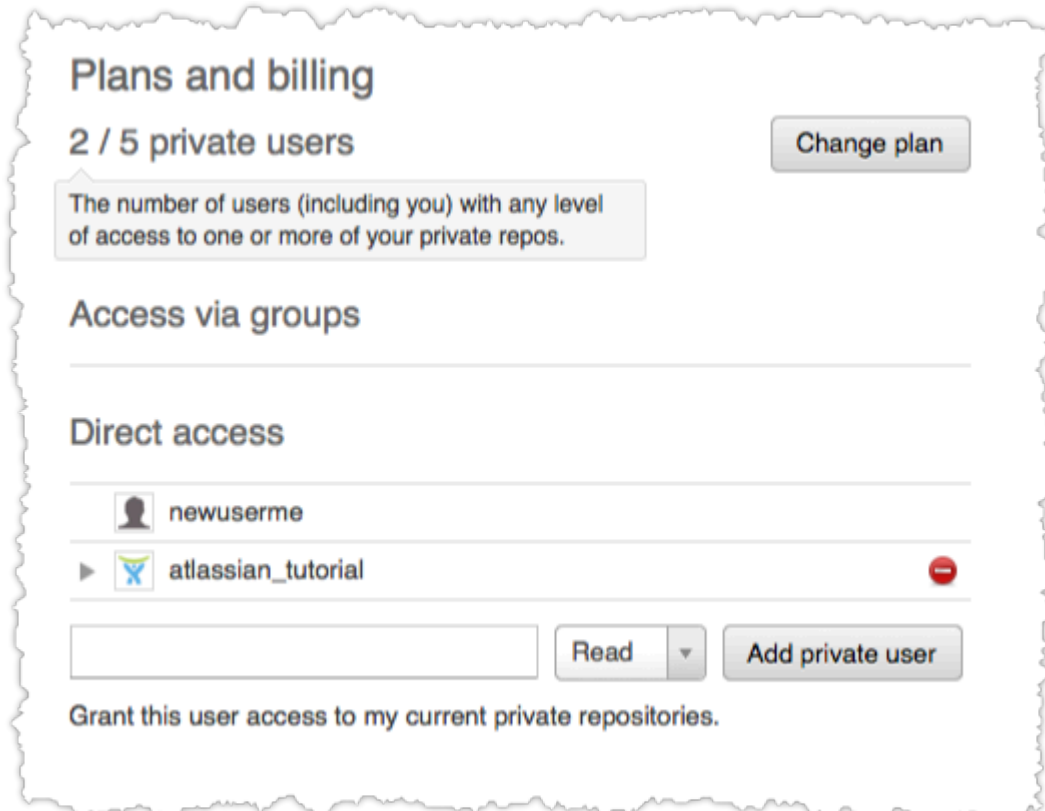 Plans and billing
2 / 5 private users
Change plan
The number of users (including you) with any level
of access to one or more of your private repos.
Access via groups
Direct access
newuserme
atlassian_tutorial
Read
Add private user
Grant this user access to my current private repositories.